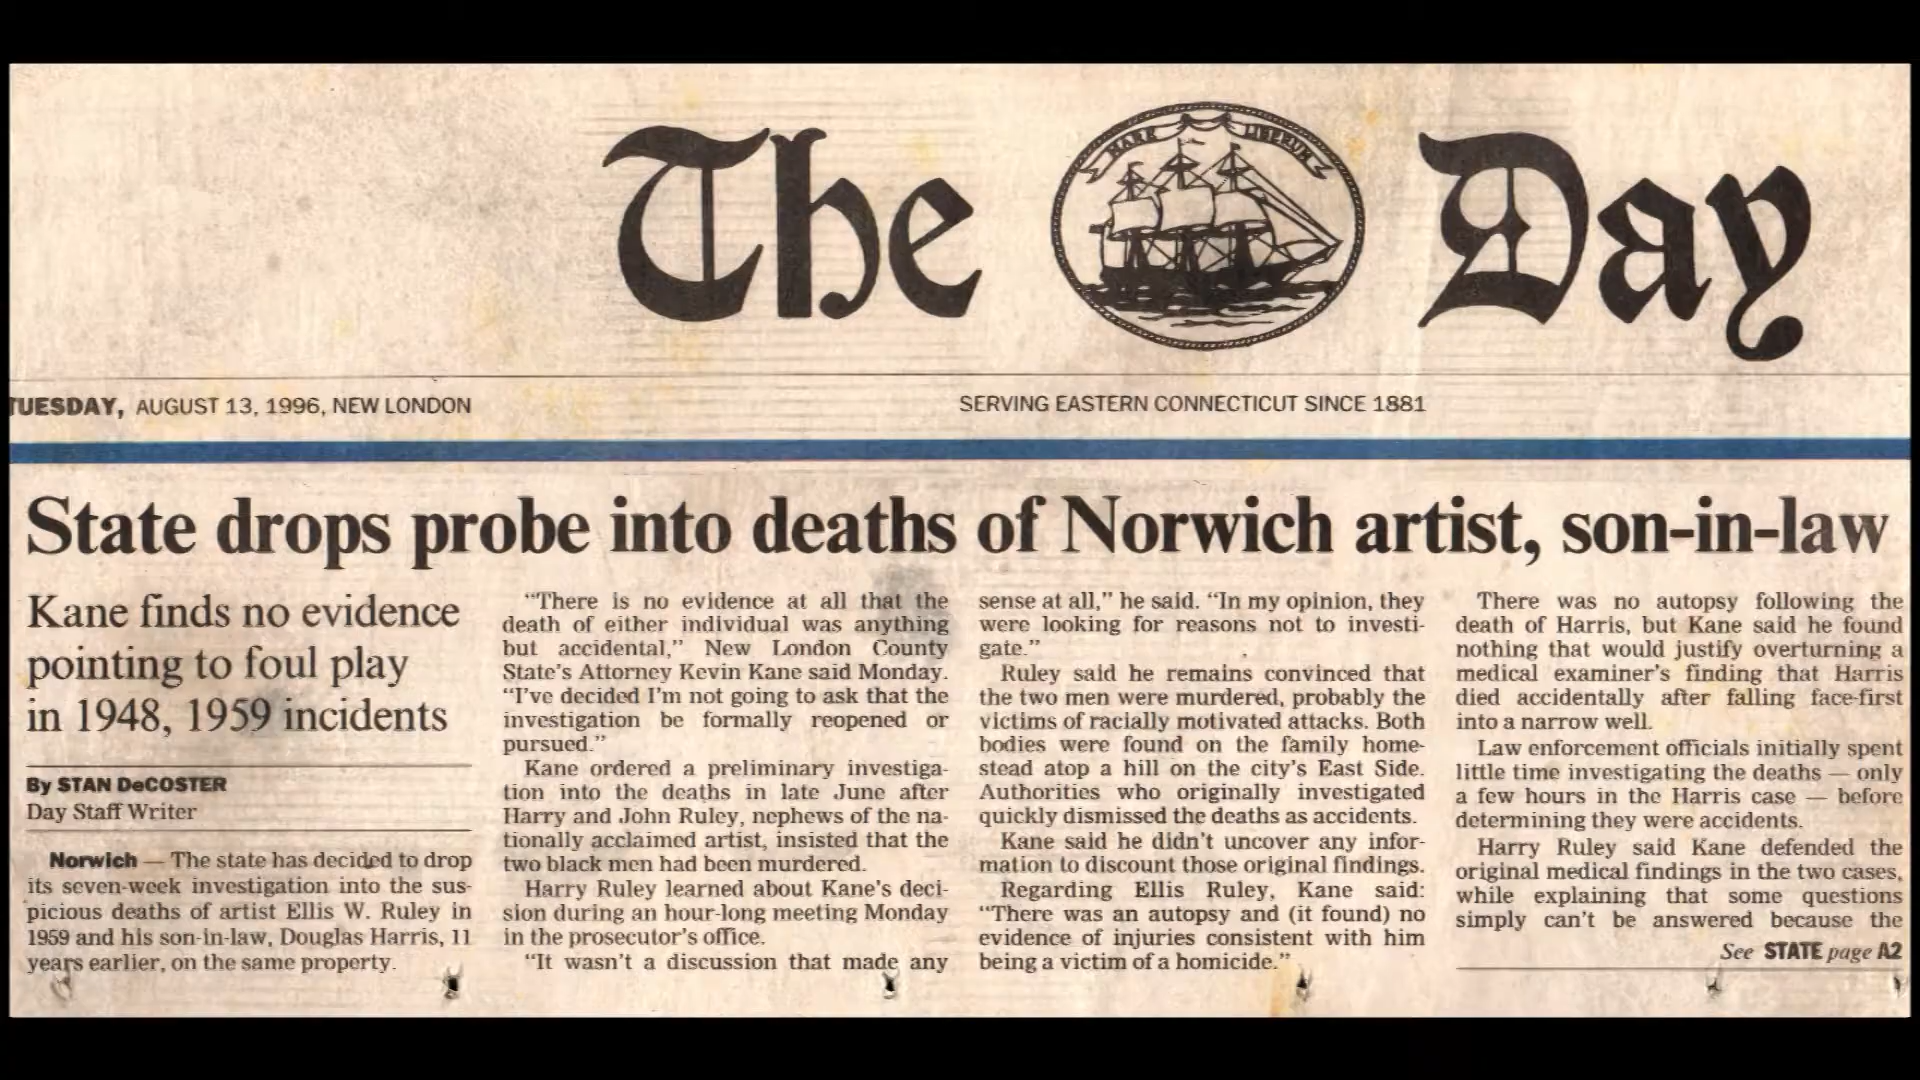 The Day
MARE LIBERUM
TUESDAY, AUGUST 13, 1996, NEW LONDON
SERVING EASTERN CONNECTICUT SINCE 1881
State drops probe into deaths of Norwich artist, son-in-law
Kane finds no evidence
pointing to foul play
in 1948, 1959 incidents
By STAN DeCOSTER
Day Staff Writer
Norwich — The state has decided to drop
its seven-week investigation into the sus-
picious deaths of artist Ellis W. Ruley in
1959 and his son-in-law, Douglas Harris, 11
years earlier, on the same property.
“There is no evidence at all that the
death of either individual was anything
but accidental,” New London County
State’s Attorney Kevin Kane said Monday.
“I’ve decided I’m not going to ask that the
investigation be formally reopened or
pursued.”
Kane ordered a preliminary investiga-
tion into the deaths in late June after
Harry and John Ruley, nephews of the na-
tionally acclaimed artist, insisted that the
two black men had been murdered.
Harry Ruley learned about Kane’s deci-
sion during an hour-long meeting Monday
in the prosecutor’s office.
“It wasn’t a discussion that made any
sense at all,” he said. “In my opinion, they
were looking for reasons not to investi-
gate.”
Ruley said he remains convinced that
the two men were murdered, probably the
victims of racially motivated attacks. Both
bodies were found on the family home-
stead atop a hill on the city’s East Side.
Authorities who originally investigated
quickly dismissed the deaths as accidents.
Kane said he didn’t uncover any infor-
mation to discount those original findings.
Regarding Ellis Ruley, Kane said:
“There was an autopsy and (it found) no
evidence of injuries consistent with him
being a victim of a homicide.”
There was no autopsy following the
death of Harris, but Kane said he found
nothing that would justify overturning a
medical examiner’s finding that Harris
died accidentally after falling face-first
into a narrow well.
Law enforcement officials initially spent
little time investigating the deaths — only
a few hours in the Harris case — before
determining they were accidents.
Harry Ruley said Kane defended the
original medical findings in the two cases,
while explaining that some questions
simply can’t be answered because the
See STATE page A2